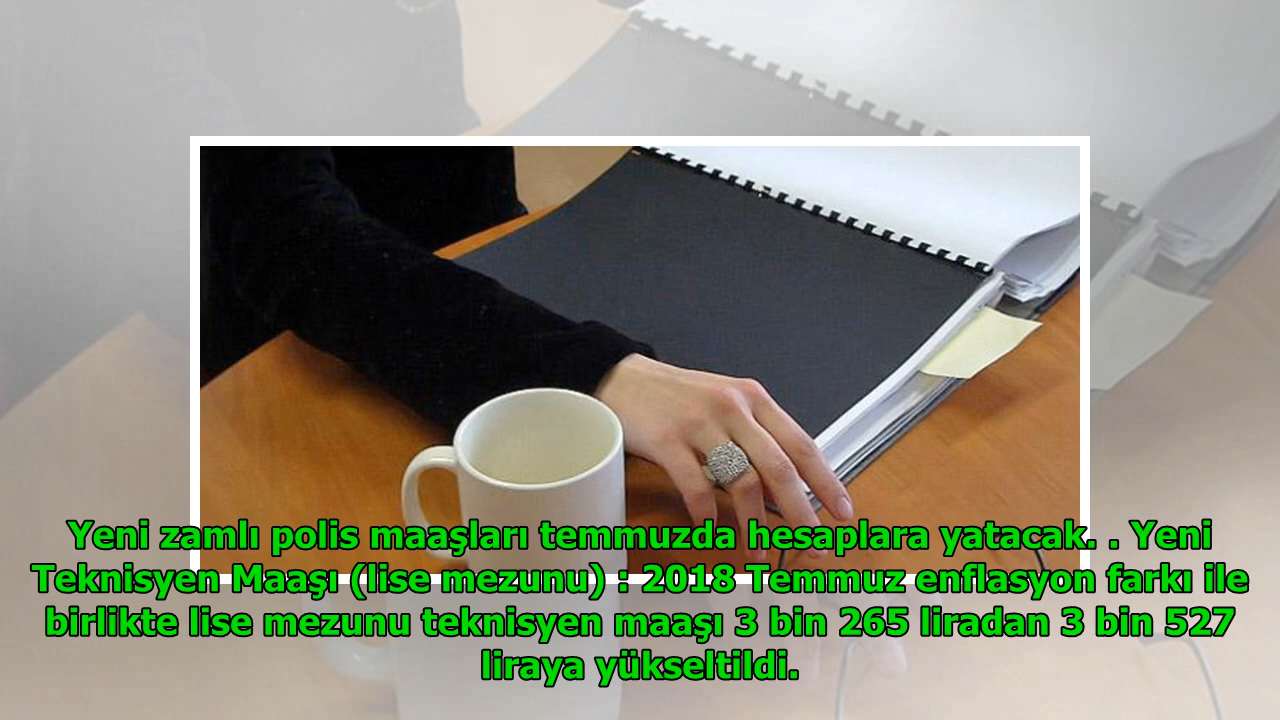 Yeni zamlı polis maaşları temmuzda hesaplara yatacak. . Yeni
Teknisyen Maaşı (lise mezunu) : 2018 Temmuz enflasyon farkı ile
birlikte lise mezunu teknisyen maaşı 3 bin 265 liradan 3 bin 527
liraya yükseltildi.